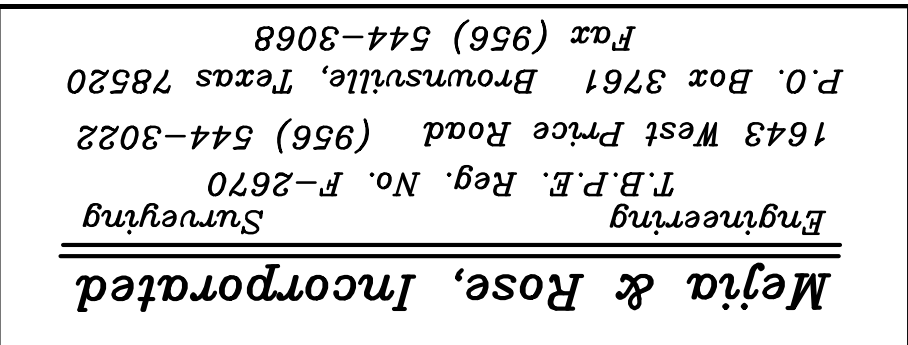 Mejia & Rose, Incorporated
Engineering Surveying
T.B.P.E. Reg. No. F-2670
1643 West Price Road (956) 544-3022
P.O. Box 3761 Brownsville, Texas 78520
Fax (956) 544-3068